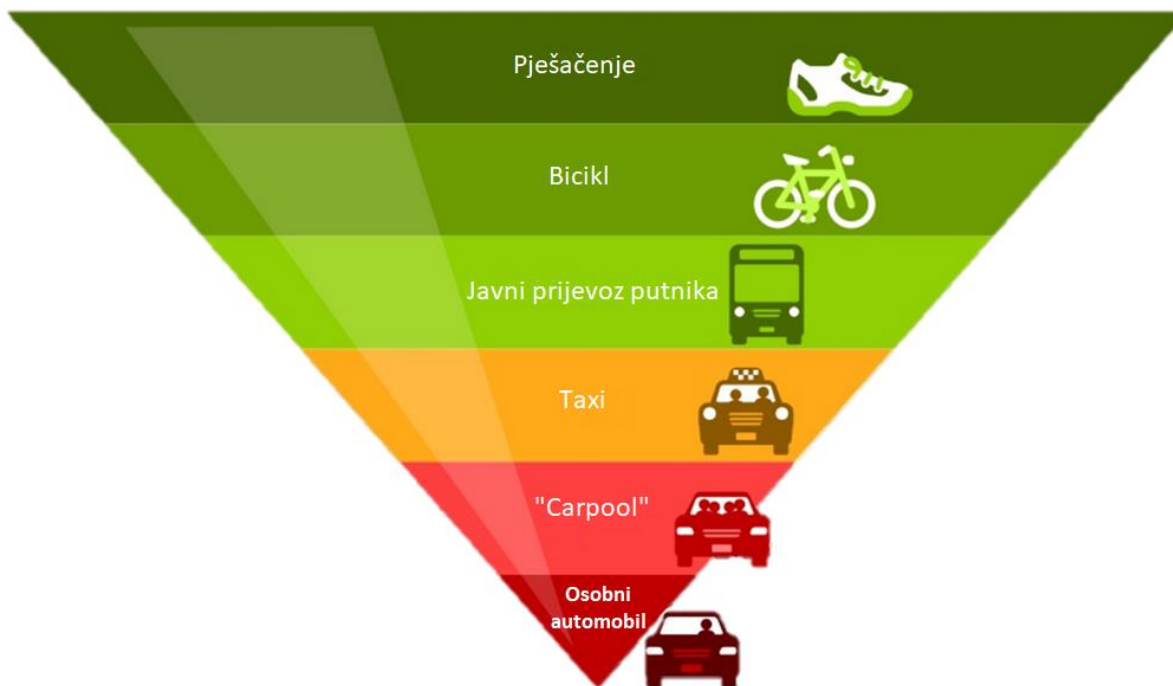 Pješačenje
Bicikl
Javni prijevoz putnika
Taxi
"Carpool"
Osobni
automobil